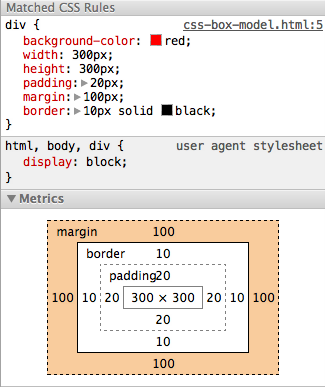 Matched CSS Rules
div {
css-box-model.html:5
background-color: red;
width: 300px;
height: 300px;
padding: 20px;
margin: 100px;
border: 10px solid black;
}
html, body, div {
user agent stylesheet
display: block;
}
Metrics
margin 100
border 10
padding20
100 10 20 300 × 300 20 10 100
20
10
100